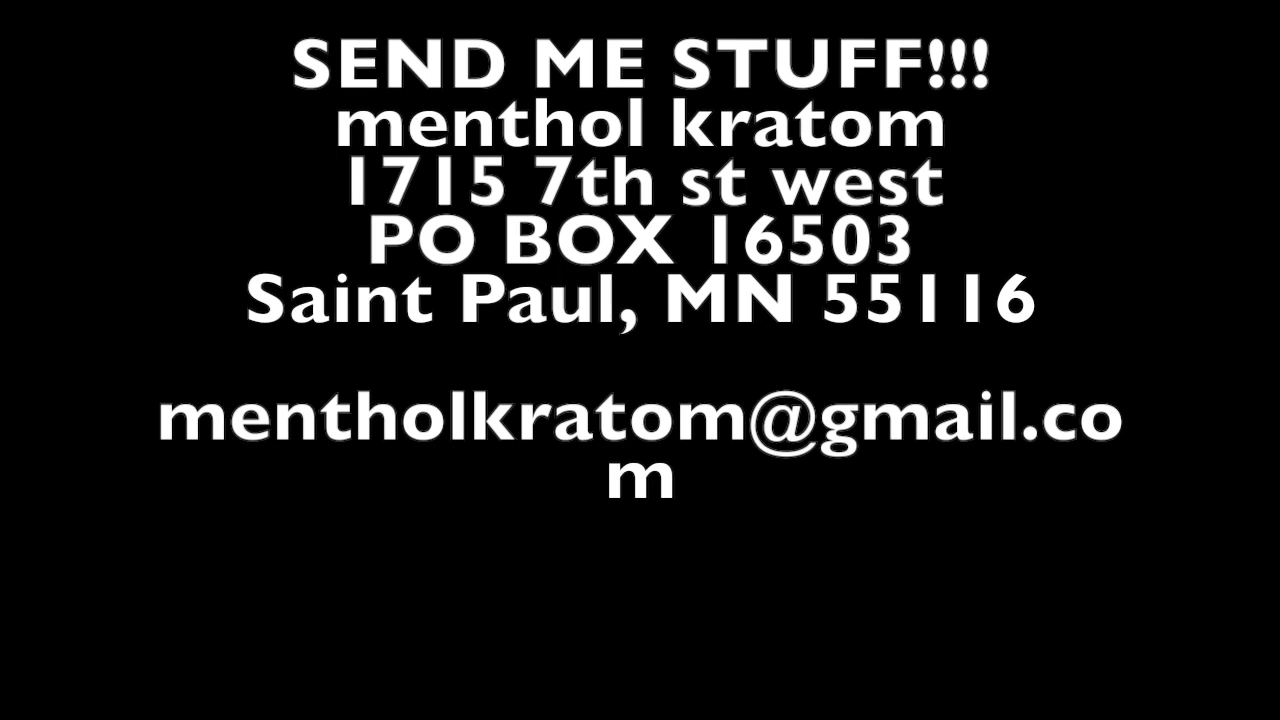 SEND ME STUFF!!!
menthol kratom
1715 7th st west
PO BOX 16503
Saint Paul, MN 55116
mentholkratom@gmail.co
m